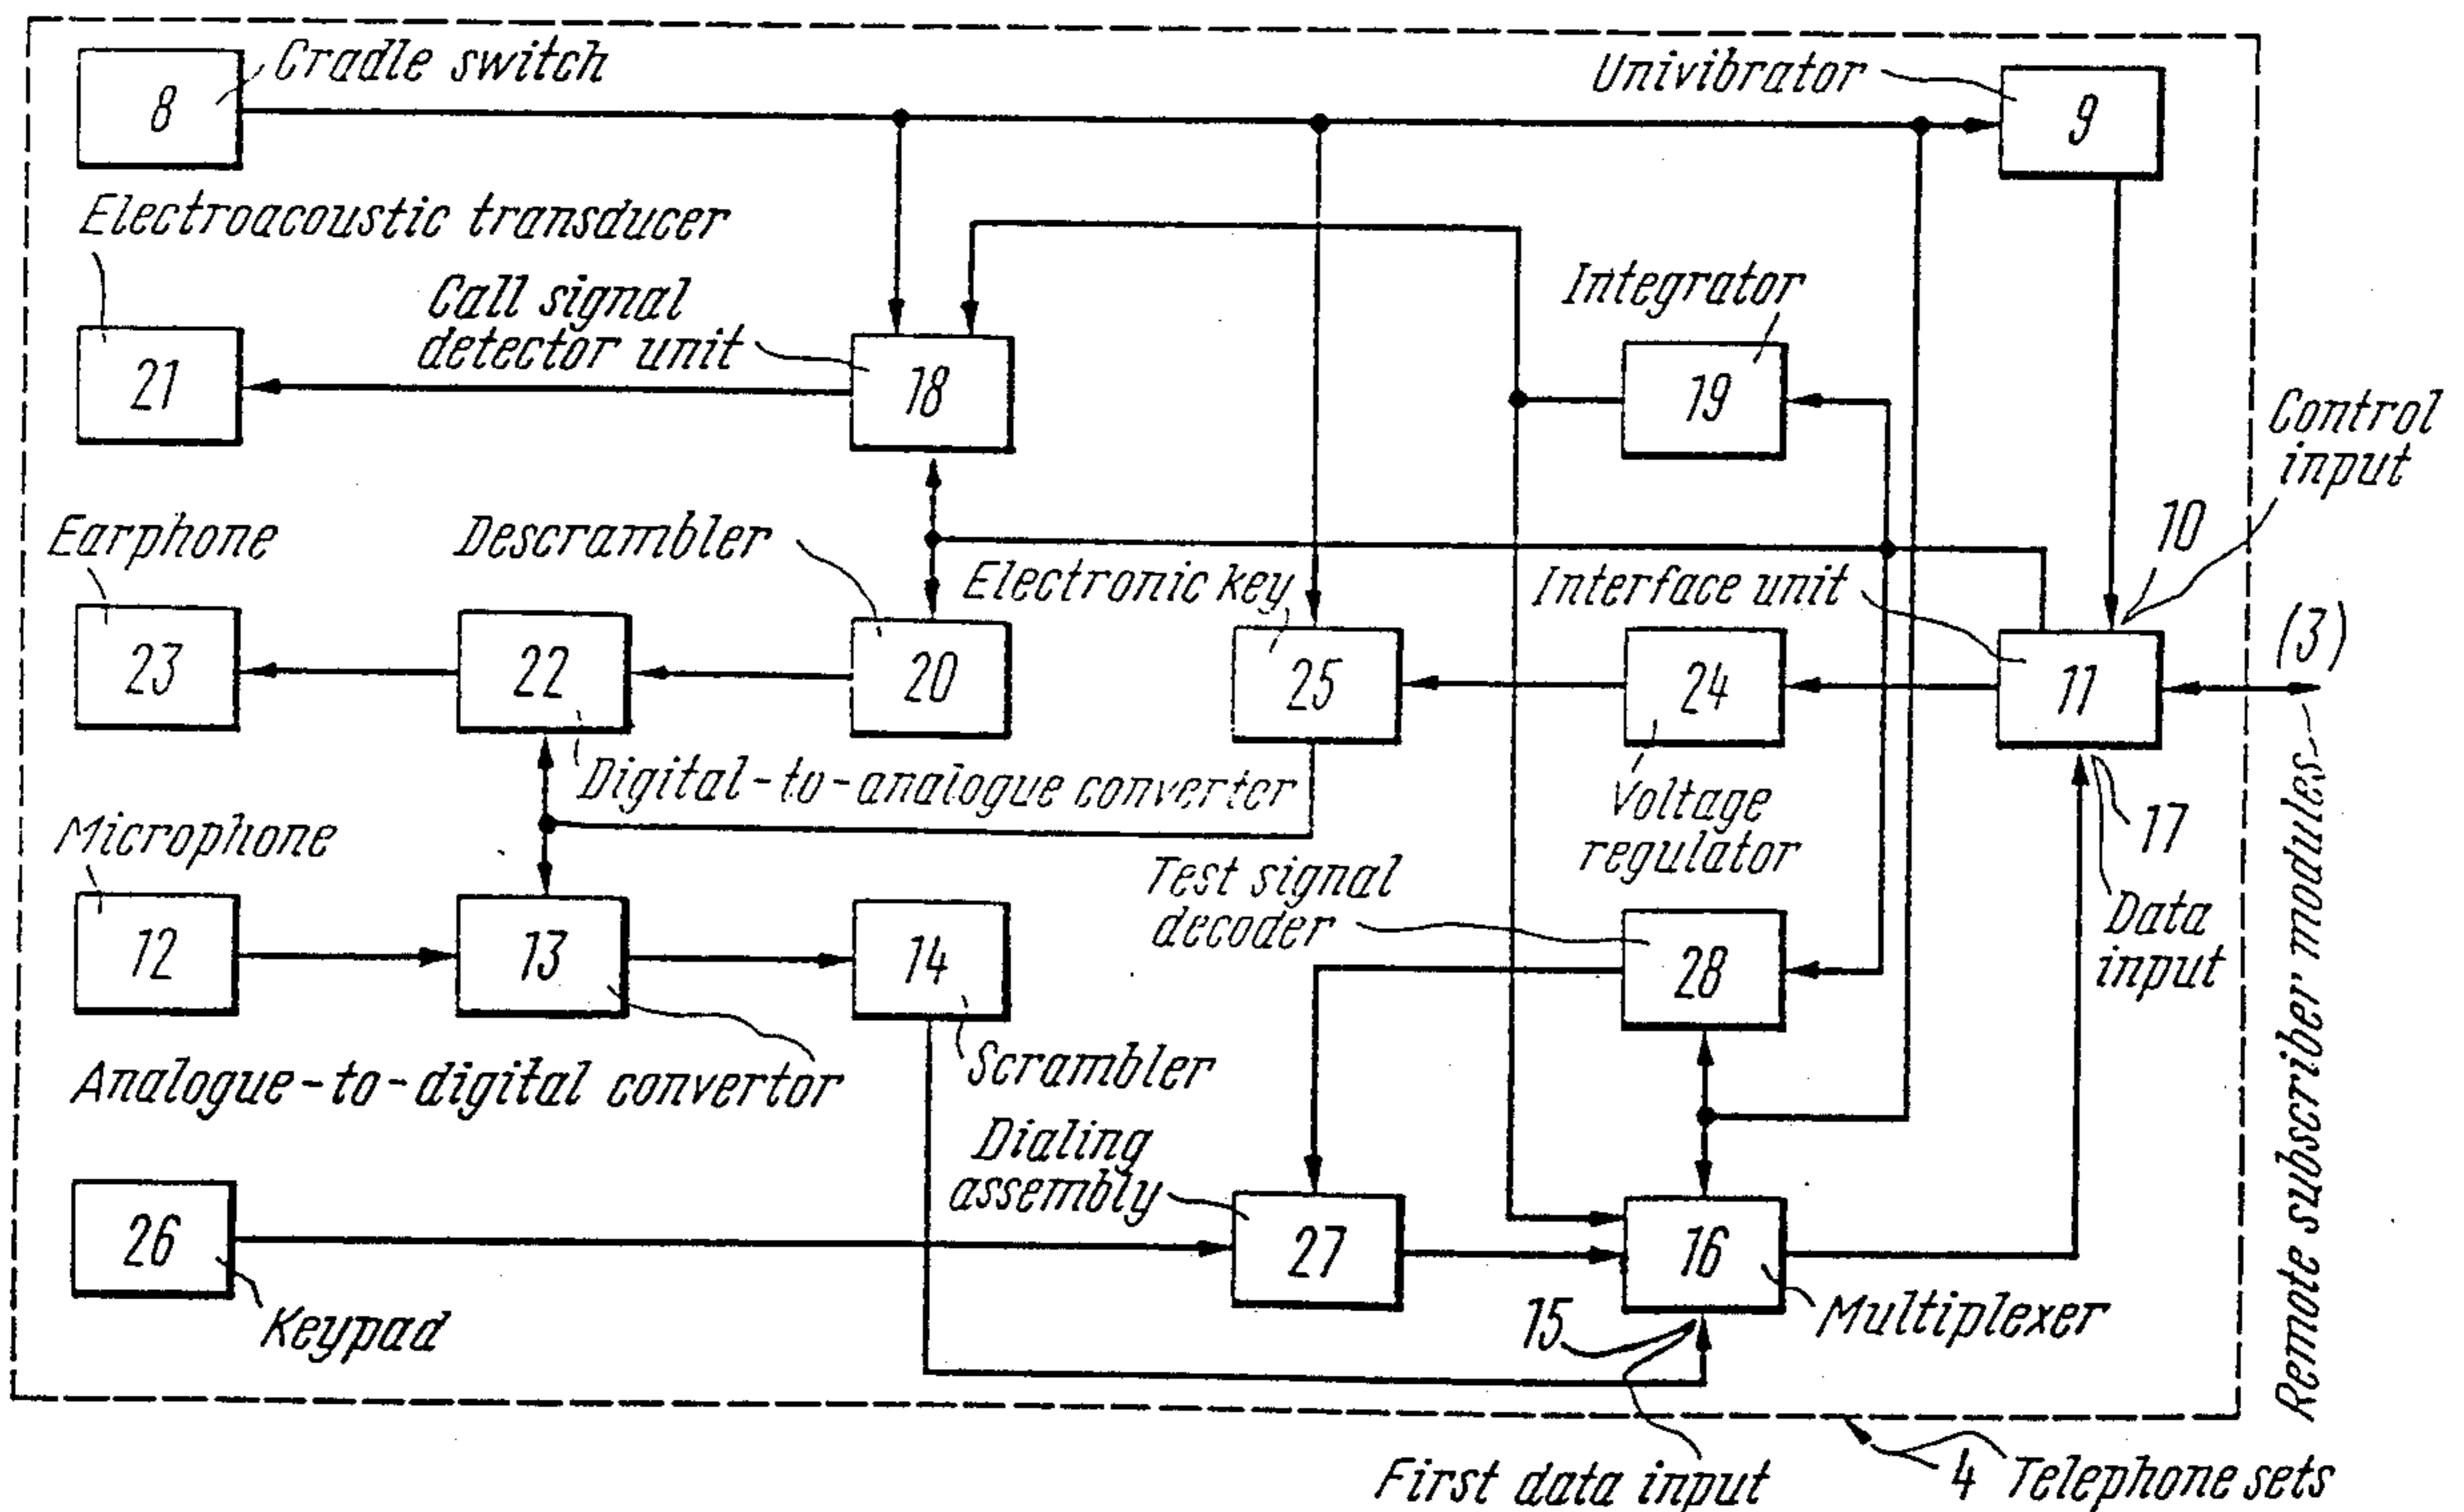 Cradle switch
8
Univibrator
9
Electroacoustic transducer
21
Call signal
detector unit
18
Integrator
19
Control
input
10
Earphone
23
Descrambler
22
20
Electronic key
25
Interface unit
24
11
(3)
Digital-to-analogue converter
Voltage
regulator
17
Data
input
Microphone
12
13
14
Test signal
decoder
28
Analogue-to-digital convertor
Scrambler
Remote subscriber modules
Dialing
assembly
26
Keypad
27
16
Multiplexer
15
First data input
4 Telephone sets